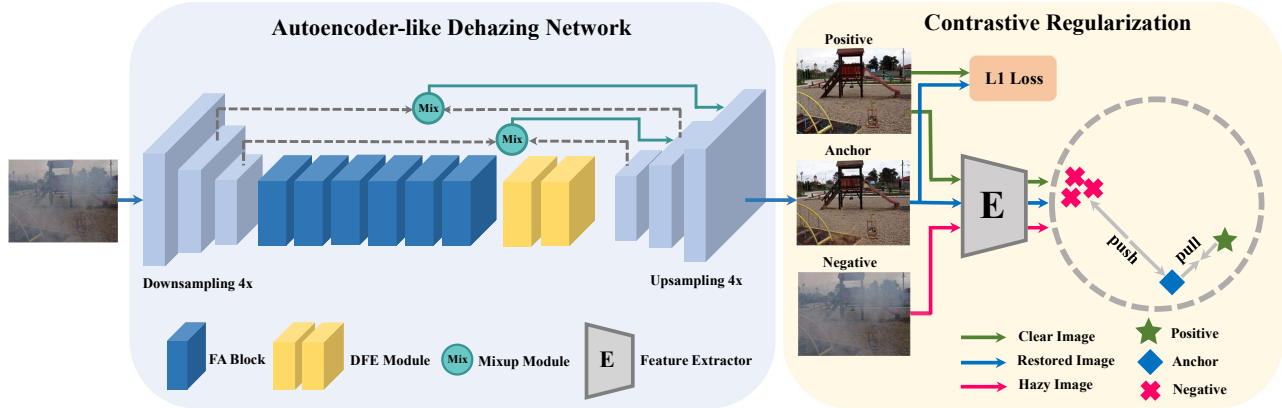 Autoencoder-like Dehazing Network
Contrastive Regularization
Positive
L1 Loss
Mix
Mix
Anchor
E
push
pull
Negative
Downsampling 4x
Upsampling 4x
FA Block
DFE Module
Mix
Mixup Module
E
Feature Extractor
Clear Image
Positive
Restored Image
Anchor
Hazy Image
Negative